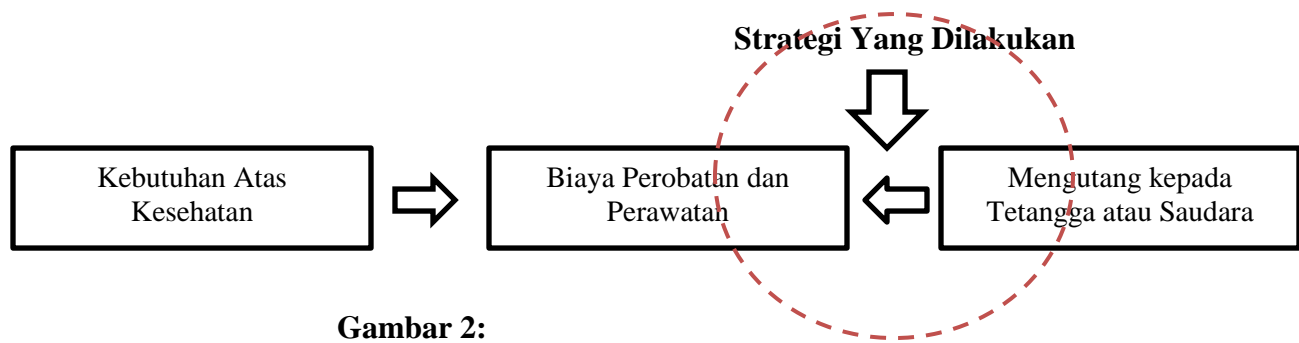 Strategi Yang Dilakukan
Kebutuhan Atas
Kesehatan
Biaya Perobatan dan
Perawatan
Mengutang kepada
Tetangga atau Saudara
Gambar 2: